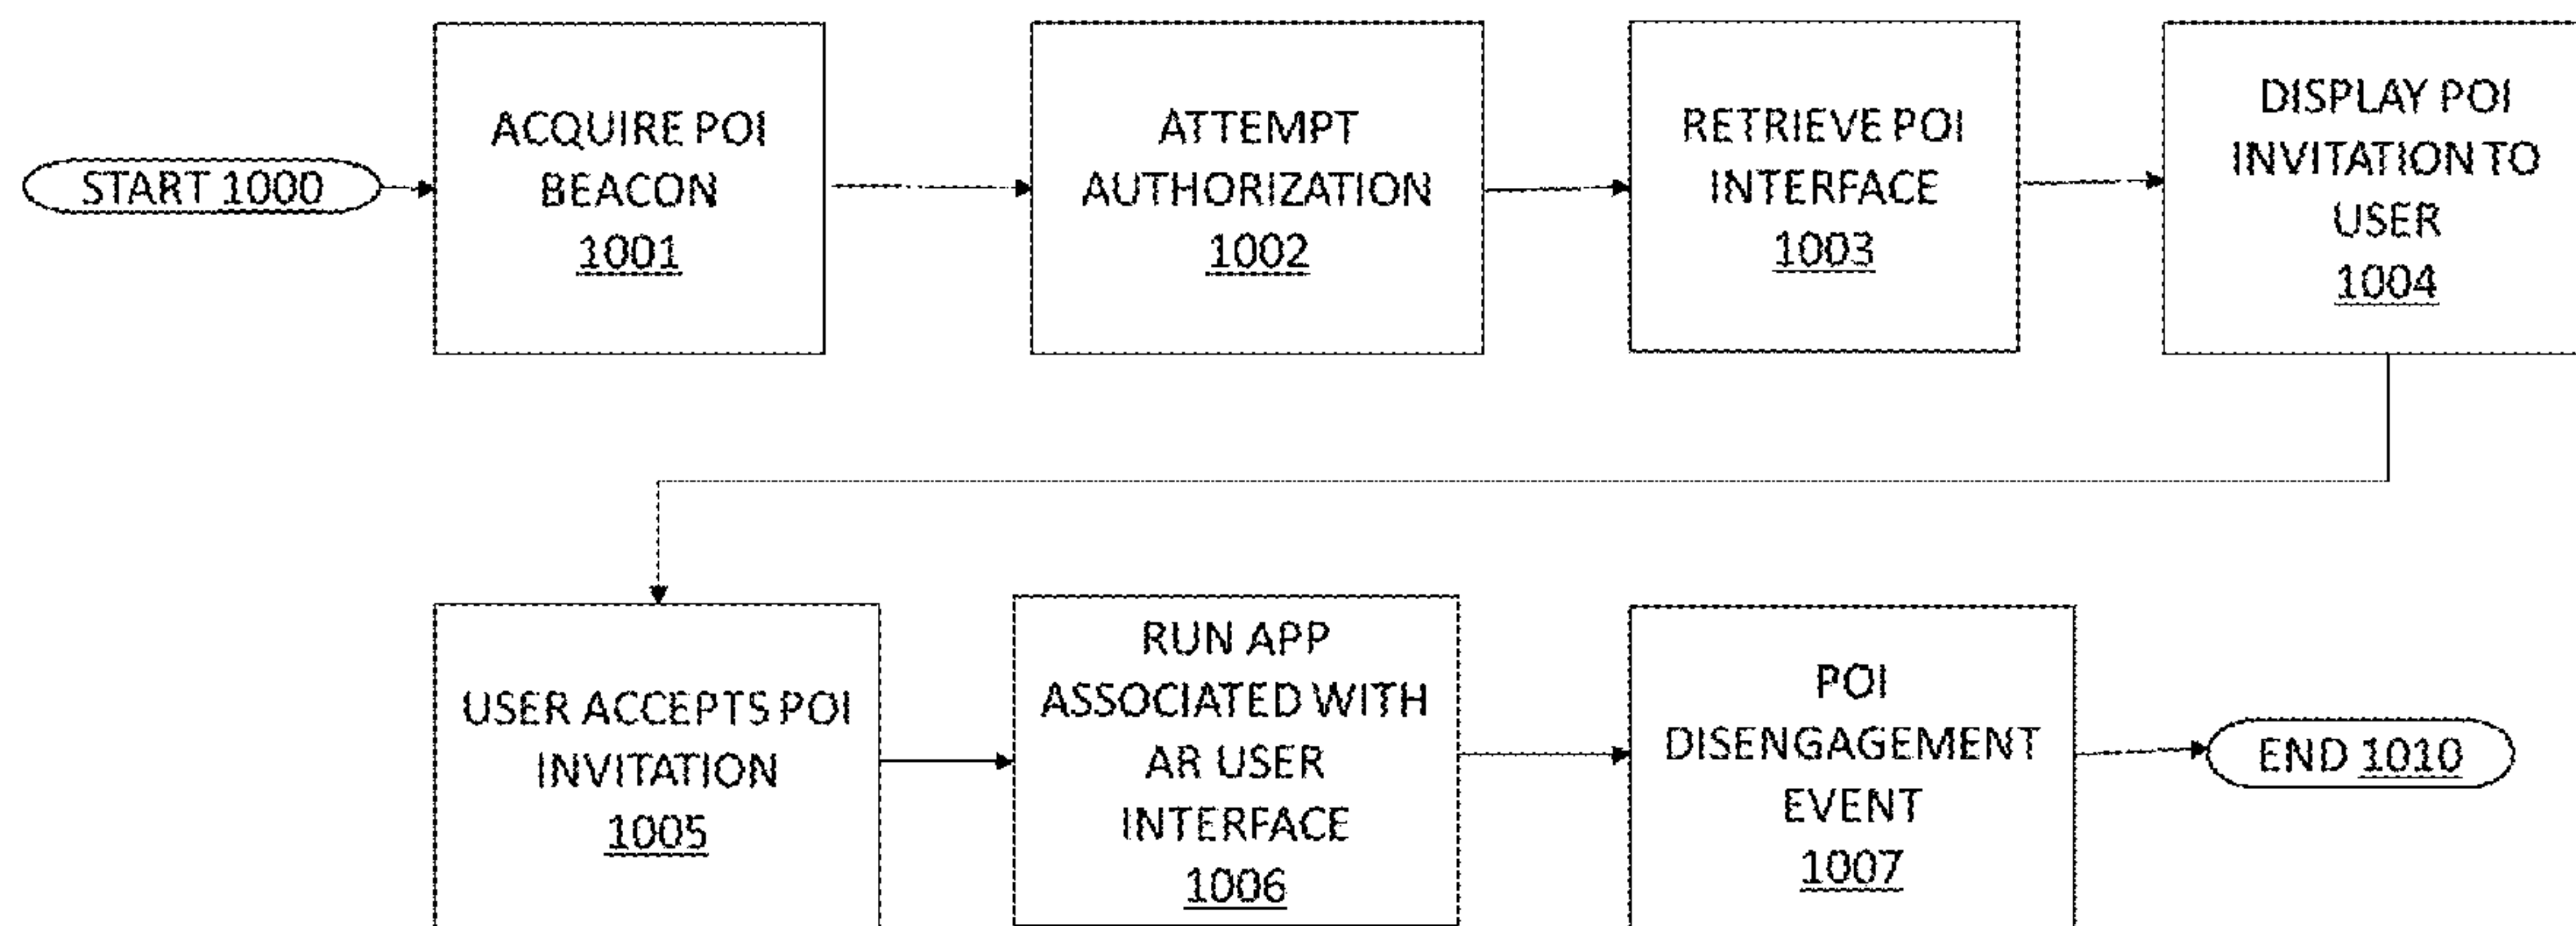 START 1000
ACQUIRE POI
BEACON
1001
ATTEMPT
AUTHORIZATION
1002
RETRIEVE POI
INTERFACE
1003
DISPLAY POI
INVITATION TO
USER
1004
USER ACCEPTS POI
INVITATION
1005
RUN APP
ASSOCIATED WITH
AR USER
INTERFACE
1006
POI
DISENGAGEMENT
EVENT
1007
END 1010